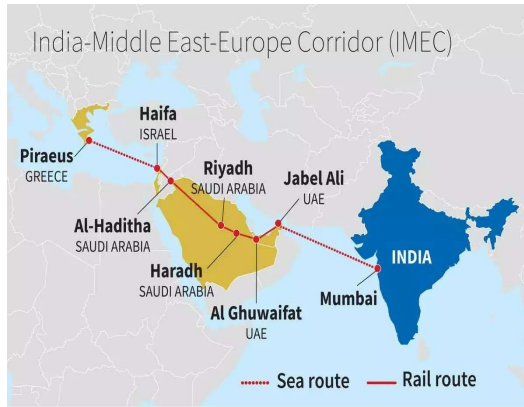 India-Middle East-Europe Corridor (IMEC)
Haifa
ISRAEL
Piraeus
GREECE
Riyadh
SAUDI ARABIA
Jabel Ali
UAE
Al-Haditha
SAUDI ARABIA
Haradh
SAUDI ARABIA
Al Ghuwaifat
UAE
INDIA
Mumbai
Sea route
Rail route